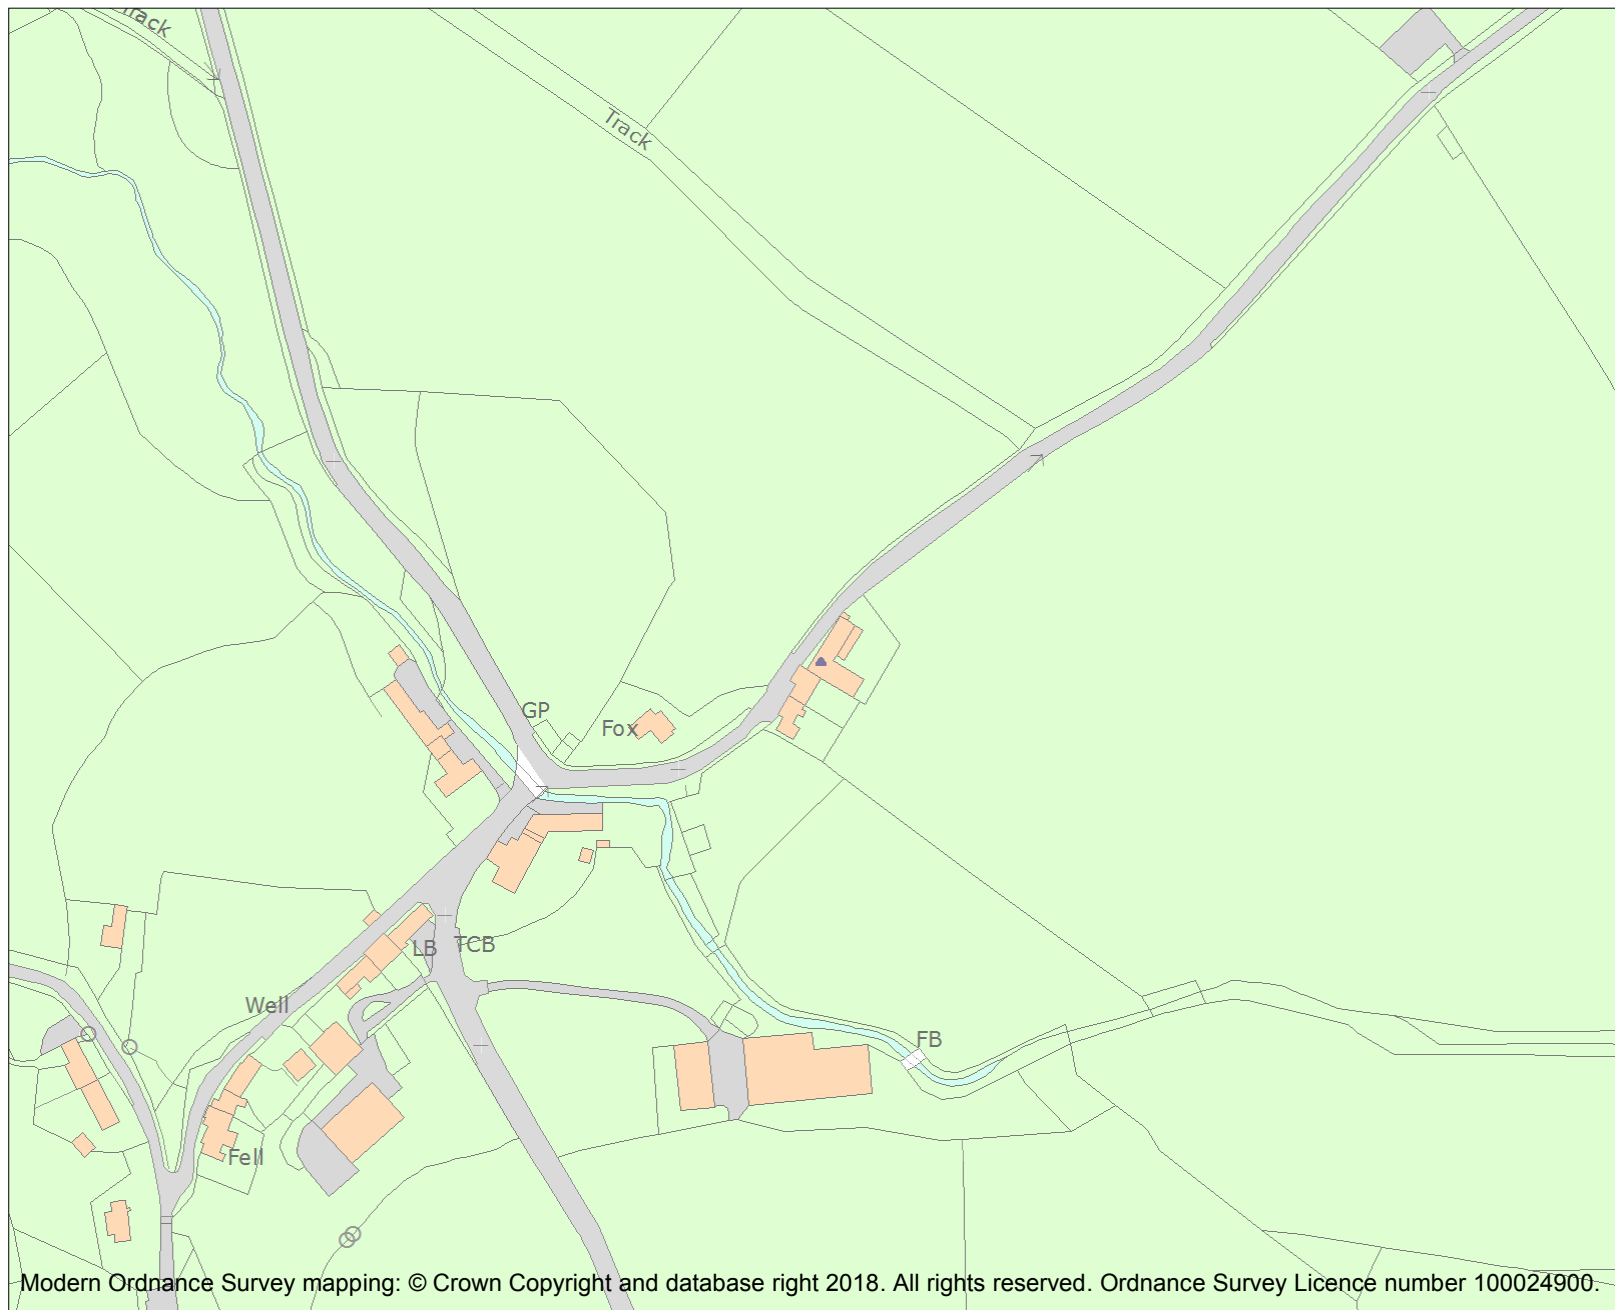 Track
GP
Fox
LB
TCB
Well
FB
Fell
Modern Ordnance Survey mapping: © Crown Copyright and database right 2018. All rights reserved. Ordnance Survey Licence number 100024900.